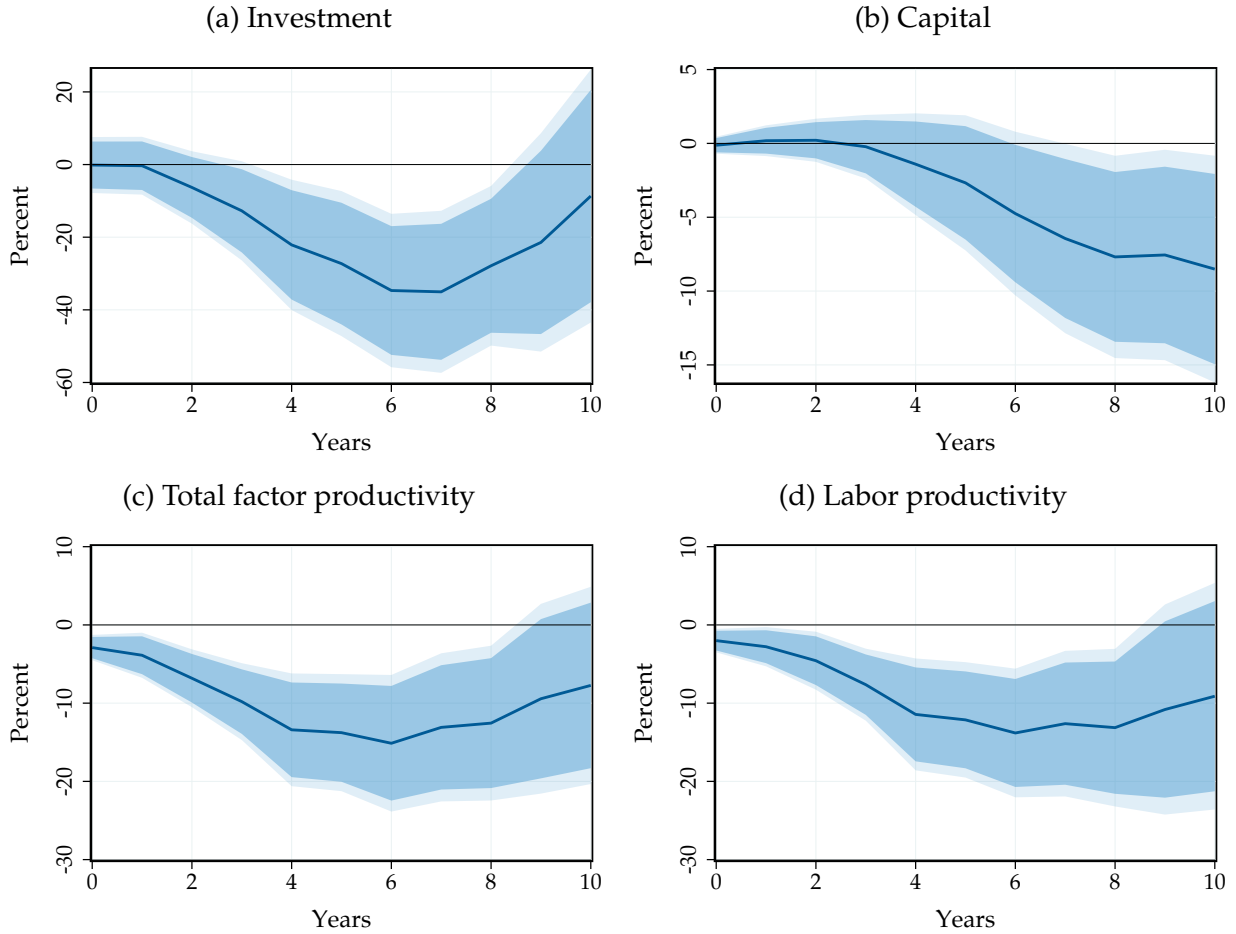 (a) Investment
Percent
20
0
-20
-40
-60
0 2 4 6 8 10
Years
(b) Capital
Percent
5
0
-5
-10
-15
0 2 4 6 8 10
Years
(c) Total factor productivity
Percent
10
0
-10
-20
-30
0 2 4 6 8 10
Years
(d) Labor productivity
Percent
10
0
-10
-20
-30
0 2 4 6 8 10
Years